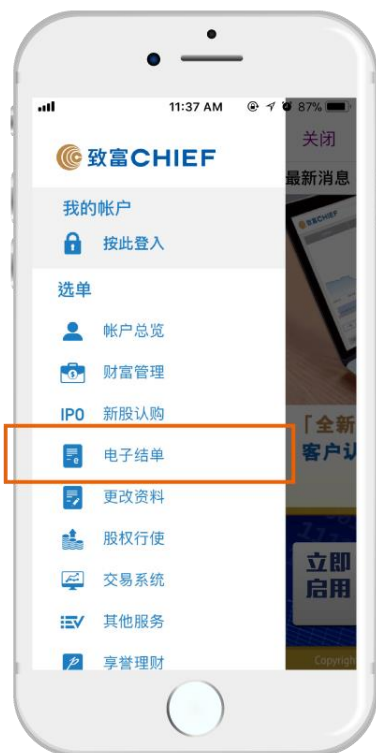 11:37 AM
87%
致富CHIEF
关闭
最新消息
我的帐户
按此登入
选单
帐户总览
财富管理
IPO 新股认购
「全新
电子结单
客户认
更改资料
股权行使
交易系统
立即
启用
其他服务
享誉理财
Copyrigh